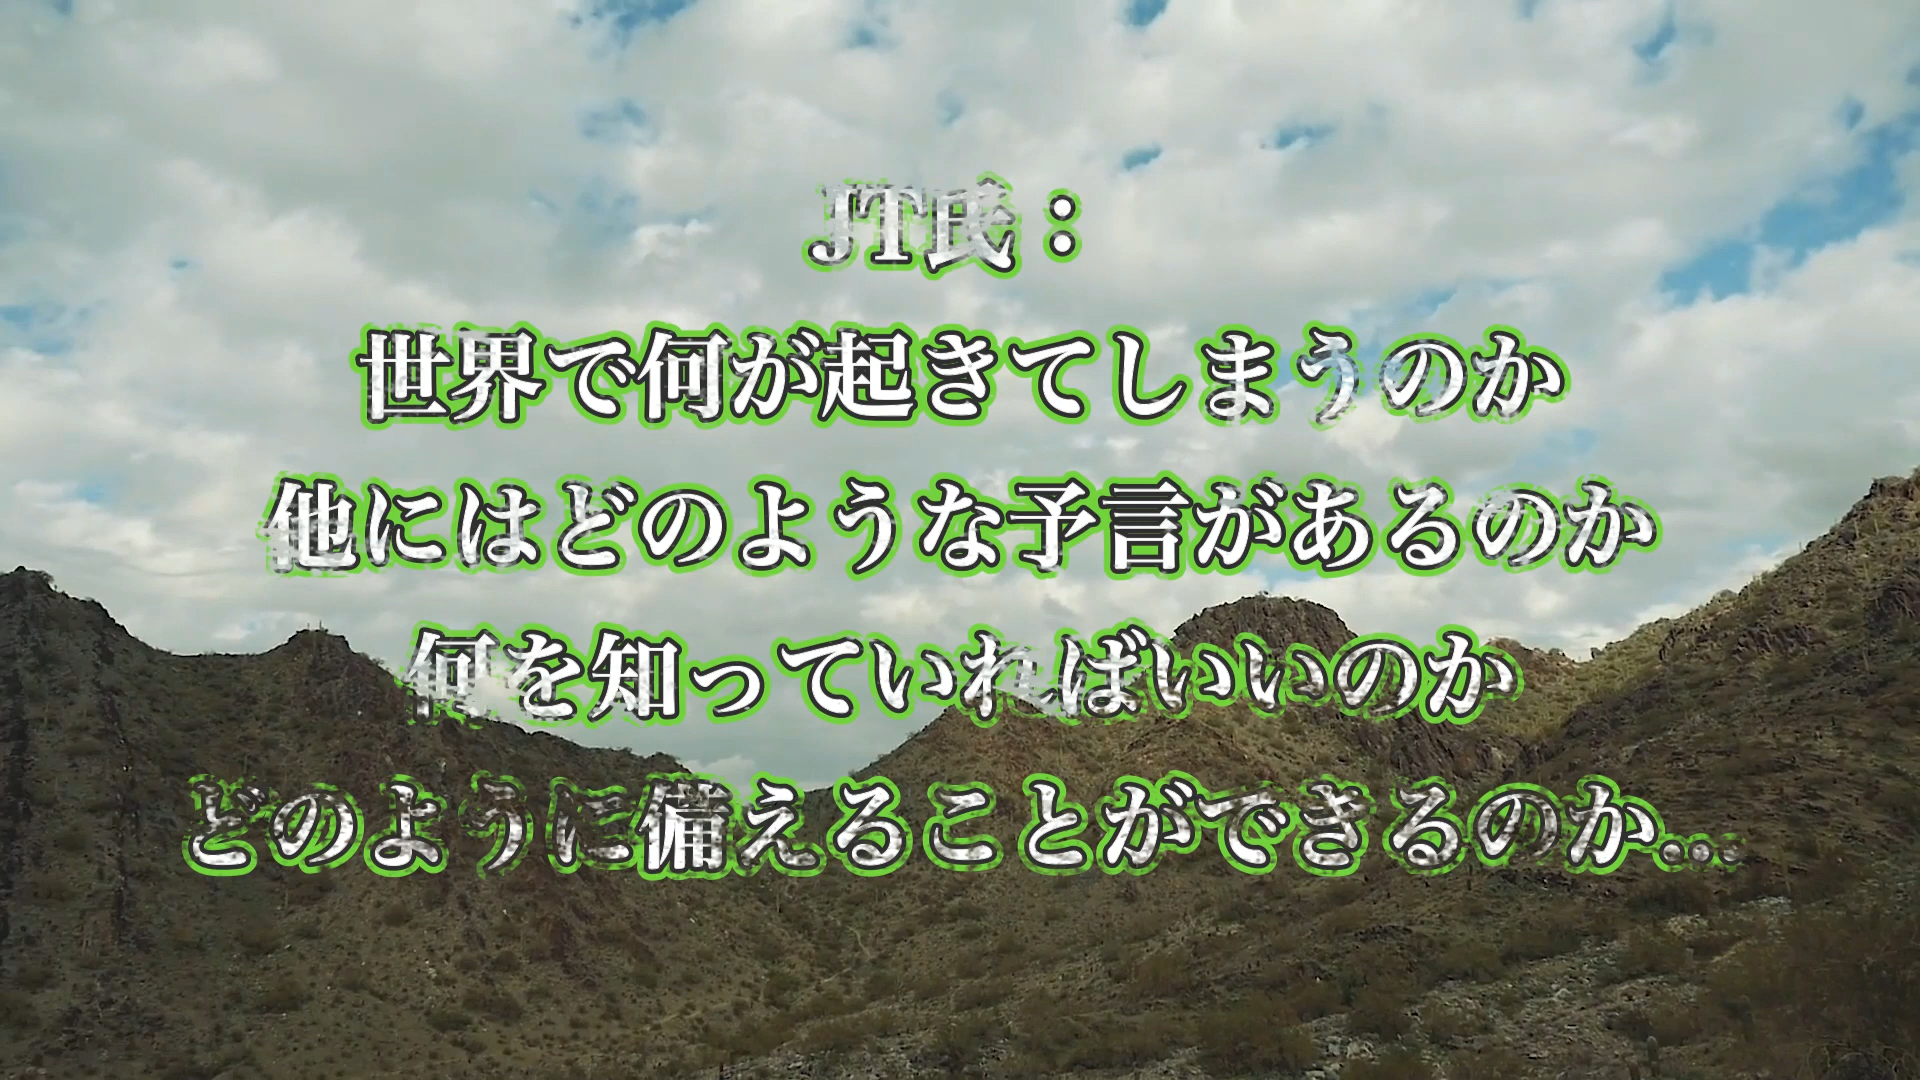 JT氏：
世界で何が起きてしまうのか
他にはどのような予言があるのか
何を知っていればいいのか
どのように備えることができるのか...